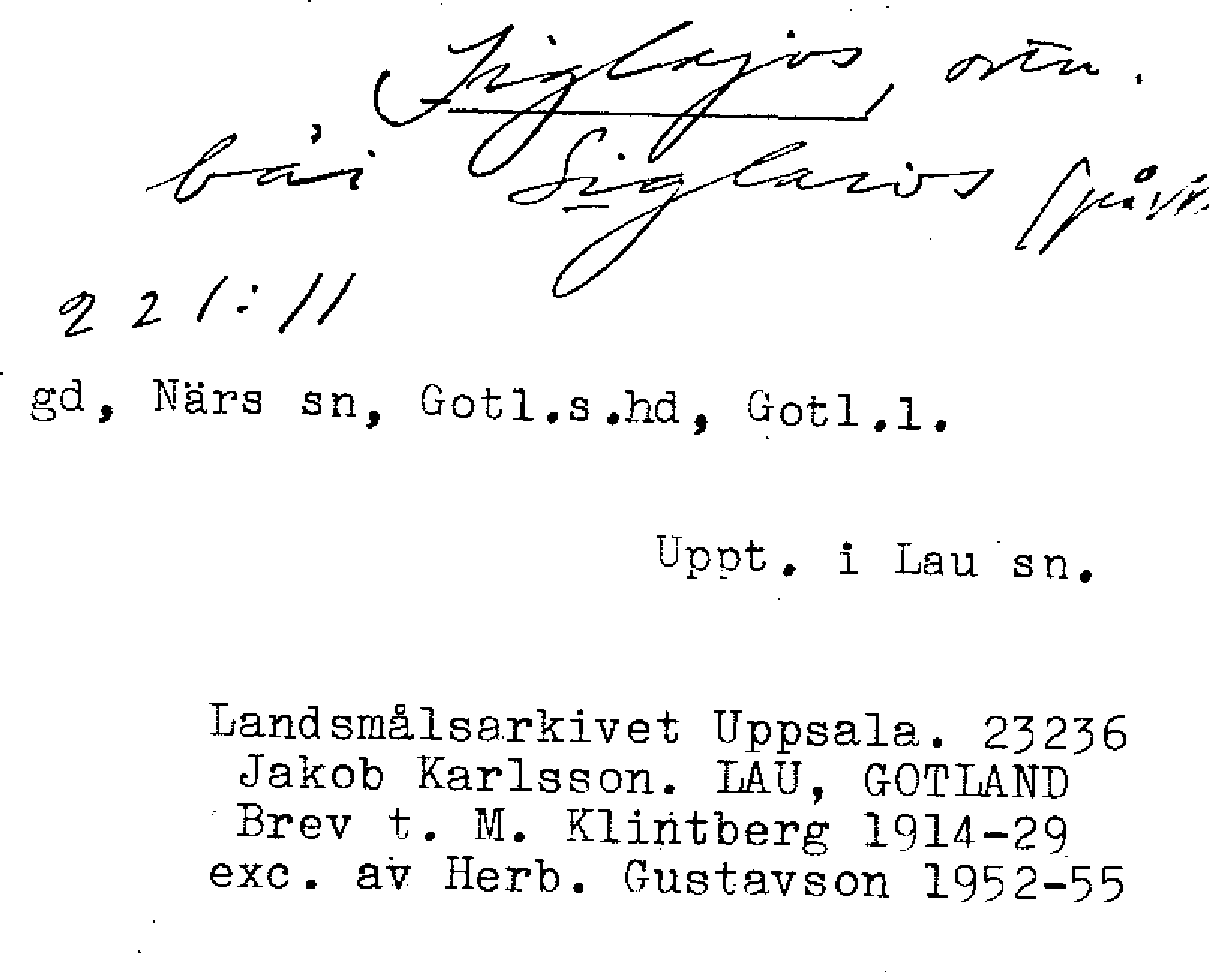 Siglajvs, ortn.
bäi Siglaivs
221:11
gd, Närs sn, Gotl.s.hd, Gotl.l.
Uppt. i Lau sn.
Landsmålsarkivet Uppsala. 23236
Jakob Karlsson. LAU, GOTLAND
Brev t. M. Klintberg 1914-29
exc. av Herb. Gustavson 1952-55